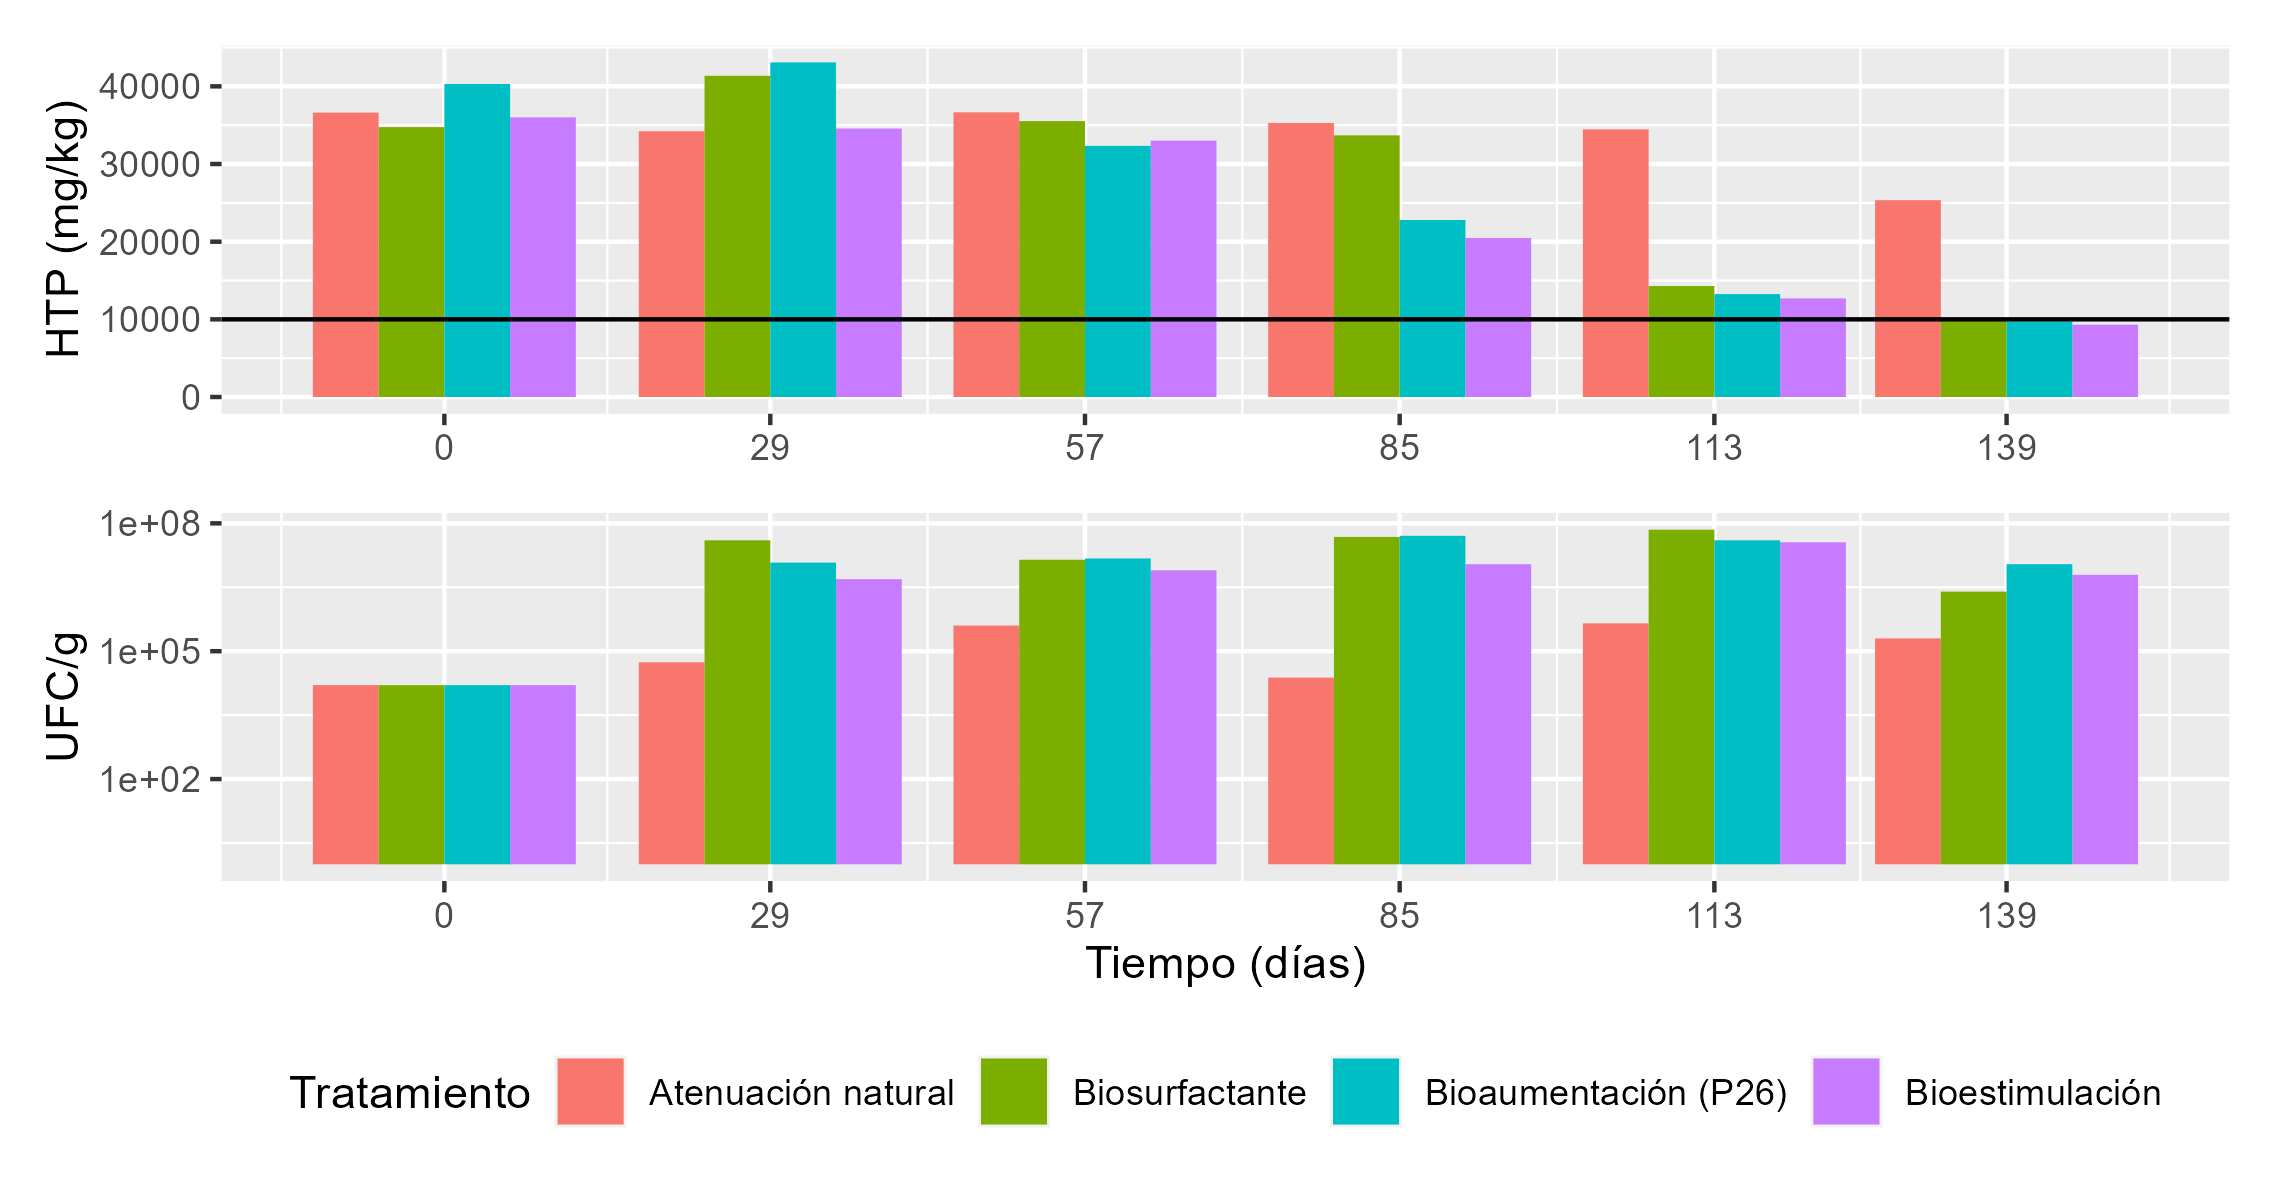 HTP (mg/kg)
40000
30000
20000
10000
0
0 29 57 85 113 139
UFC/g
1e+08
1e+05
1e+02
0 29 57 85 113 139
Tiempo (días)
Tratamiento Atenuación natural Biosurfactante Bioaumentación (P26) Bioestimulación